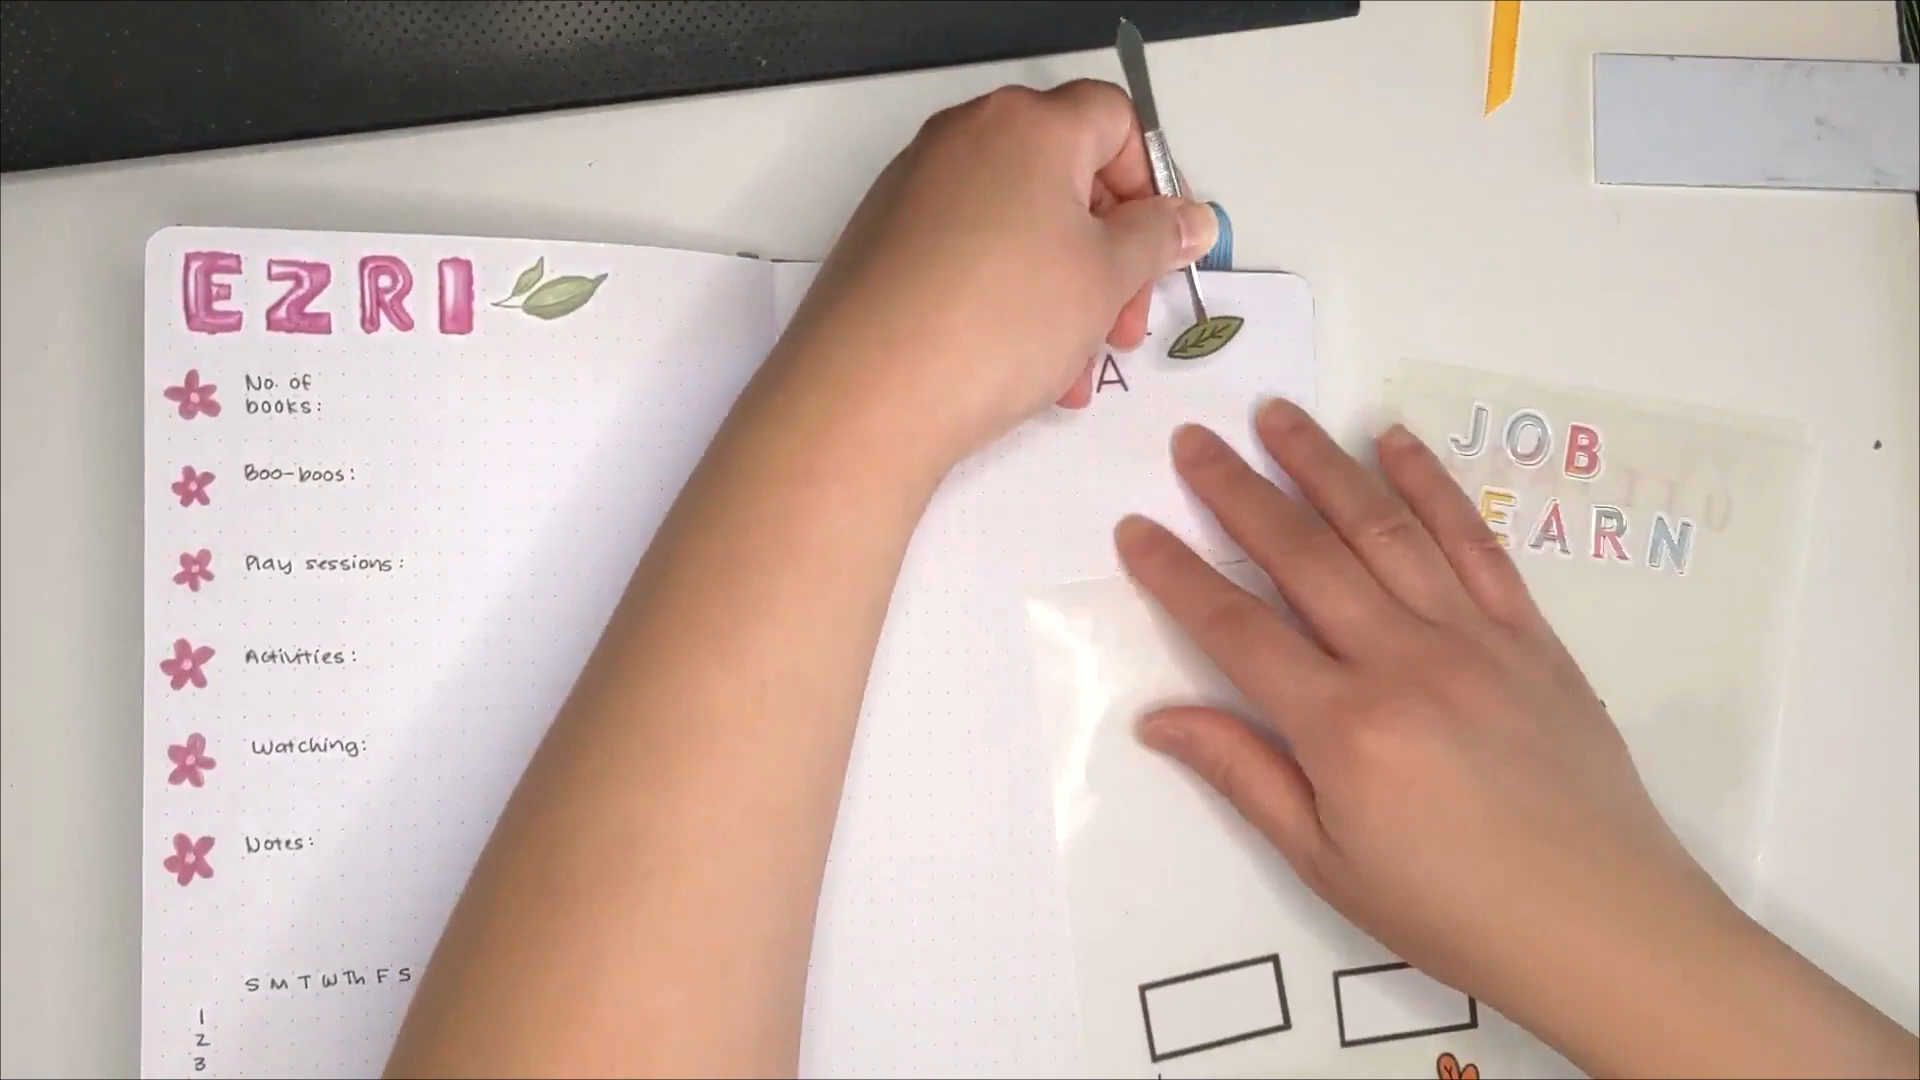 EZRI
No. of
books:
Boo-boos:
Play sessions:
Activities:
Watching:
Notes:
S M T W Th F S
1
2
3
A
JOB
EARN